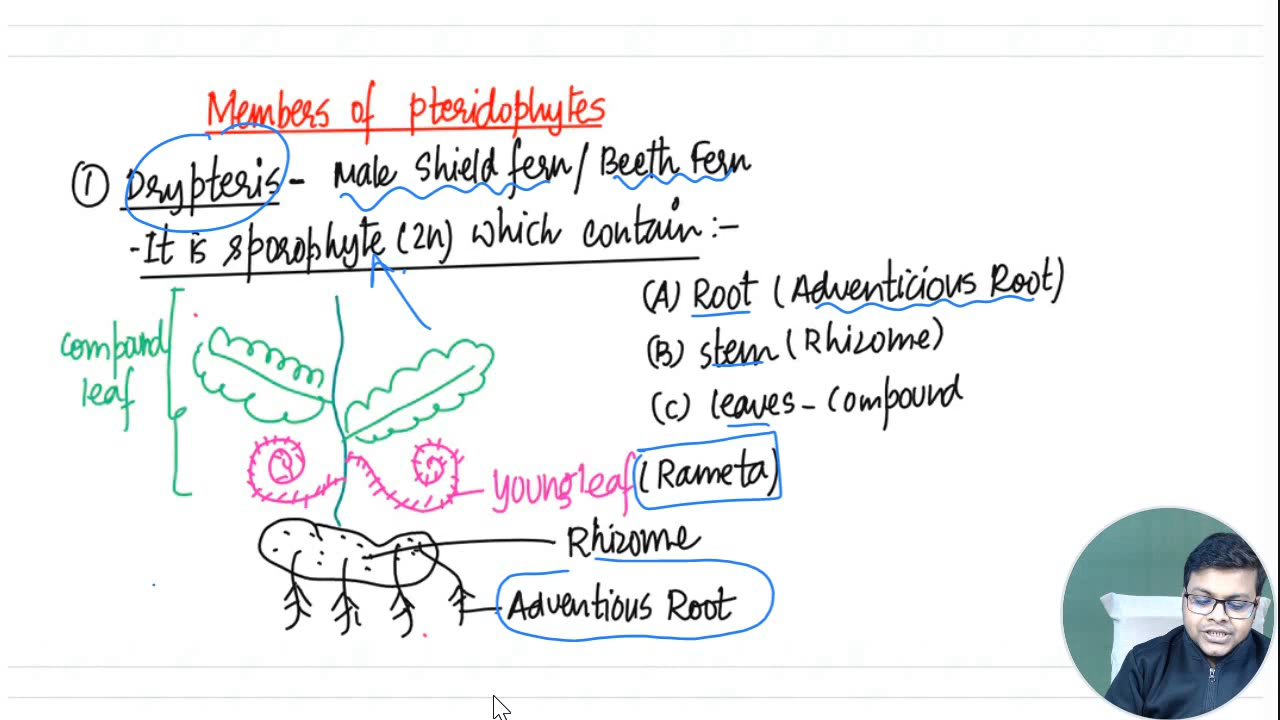 Members of pteridophytes
① Drypteris - Male Shield fern / Beeth Fern
- It is sporophyte (2n) which contain :-
(A) Root (Adventicious Root)
(B) stem (Rhizome)
(C) leaves - compound
compound leaf
young leaf (Rameta)
Rhizome
Adventious Root